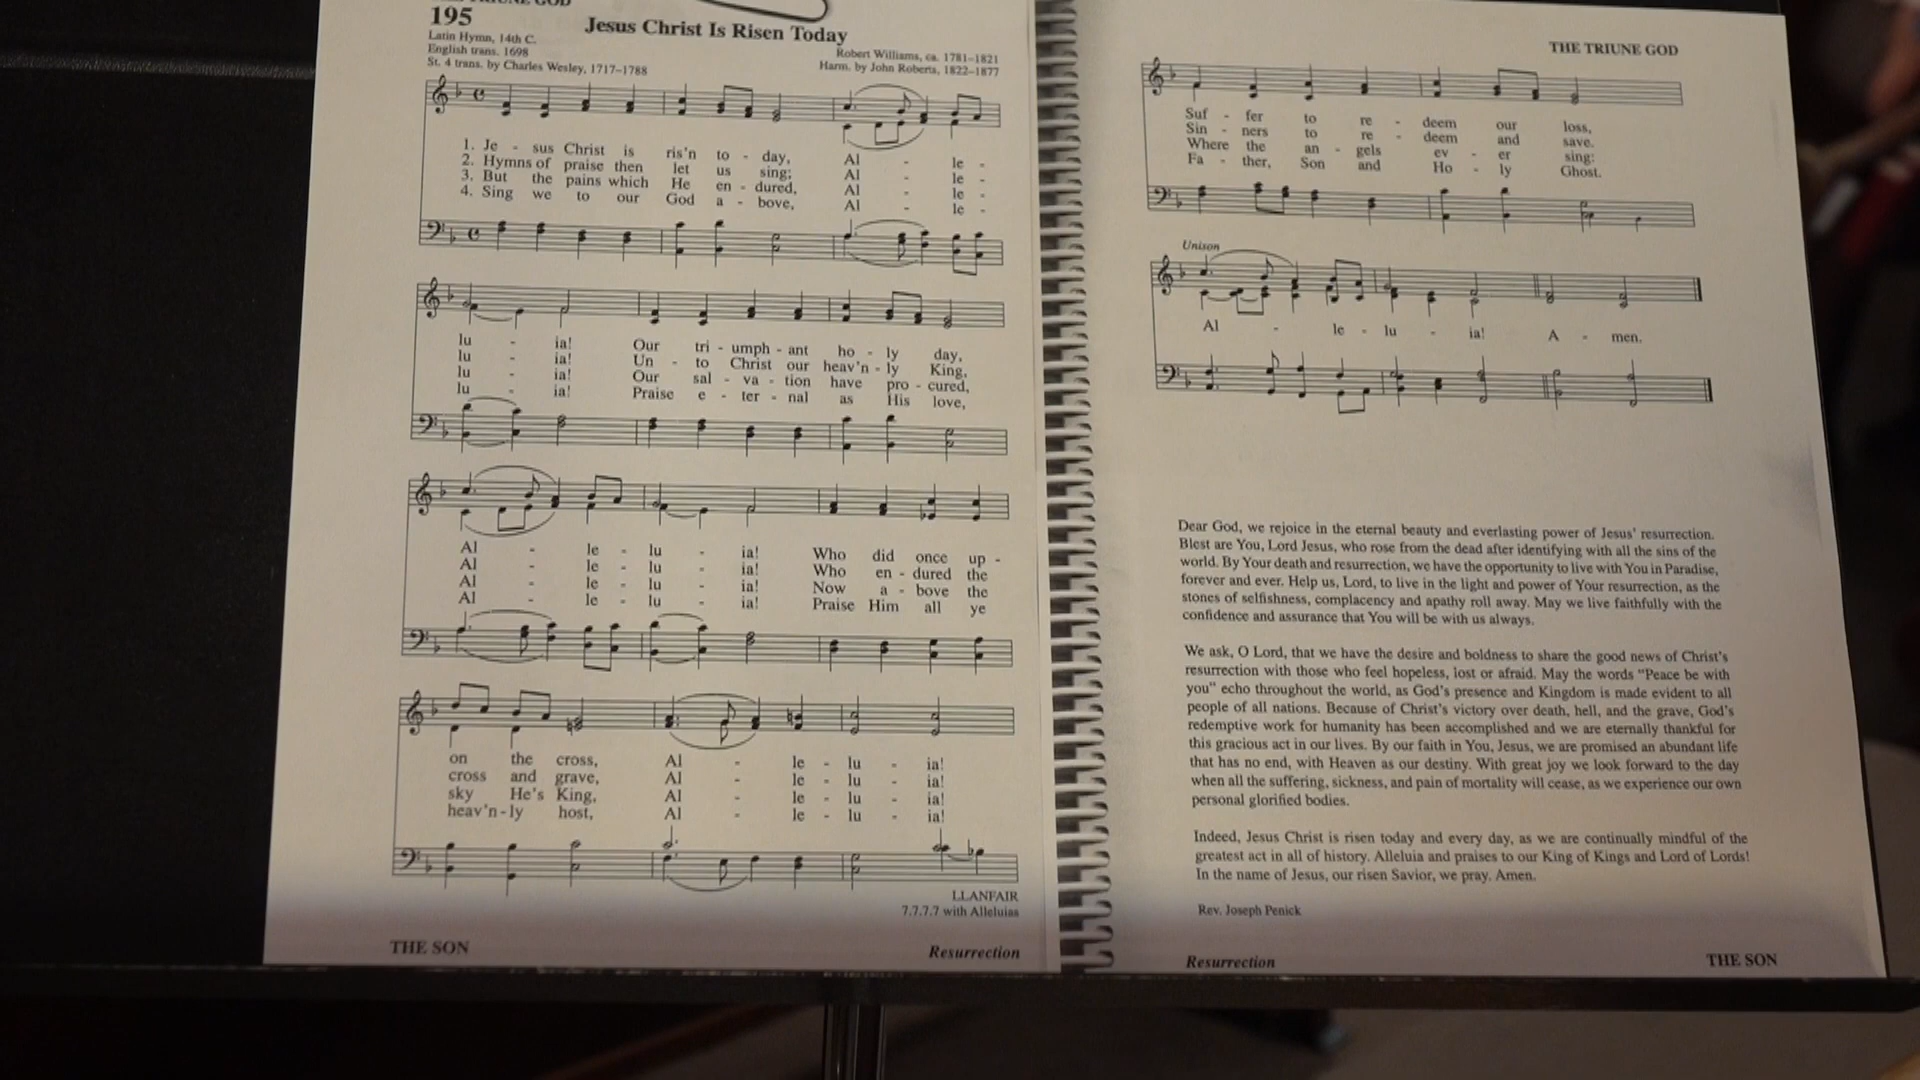 THE TRIUNE GOD
195
Jesus Christ Is Risen Today
Latin Hymn, 14th C.
English trans. 1698
St. 4 trans. by Charles Wesley, 1717–1788
Robert Williams, ca. 1781–1821
Harm. by John Roberts, 1822–1877
1. Je - sus Christ is ris'n to - day, Al - le -
2. Hymns of praise then let us sing; Al - le -
3. But the pains which He en - dured, Al - le -
4. Sing we to our God a - bove, Al - le -
lu - ia! Our tri - umph - ant ho - ly day,
lu - ia! Un - to Christ our heav'n - ly King,
lu - ia! Our sal - va - tion have pro - cured,
lu - ia! Praise e - ter - nal as His love,
Al - le - lu - ia! Who did once up -
Al - le - lu - ia! Who en - dured the
Al - le - lu - ia! Now a - bove the
Al - le - lu - ia! Praise Him all ye
on the cross, Al - le - lu - ia!
cross and grave, Al - le - lu - ia!
sky He's King, Al - le - lu - ia!
heav'n - ly host, Al - le - lu - ia!
LLANFAIR
7.7.7.7 with Alleluias
THE SON
Resurrection
THE TRIUNE GOD
Suf - fer to re - deem our loss,
Sin - ners to re - deem and save.
Where the an - gels ev - er sing:
Fa - ther, Son and Ho - ly Ghost.
Unison
Al - le - lu - ia! A - men.
Dear God, we rejoice in the eternal beauty and everlasting power of Jesus' resurrection.
Blest are You, Lord Jesus, who rose from the dead after identifying with all the sins of the
world. By Your death and resurrection, we have the opportunity to live with You in Paradise,
forever and ever. Help us, Lord, to live in the light and power of Your resurrection, as the
stones of selfishness, complacency and apathy roll away. May we live faithfully with the
confidence and assurance that You will be with us always.
We ask, O Lord, that we have the desire and boldness to share the good news of Christ's
resurrection with those who feel hopeless, lost or afraid. May the words "Peace be with
you" echo throughout the world, as God's presence and Kingdom is made evident to all
people of all nations. Because of Christ's victory over death, hell, and the grave, God's
redemptive work for humanity has been accomplished and we are eternally thankful for
this gracious act in our lives. By our faith in You, Jesus, we are promised an abundant life
that has no end, with Heaven as our destiny. With great joy we look forward to the day
when all the suffering, sickness, and pain of mortality will cease, as we experience our own
personal glorified bodies.
Indeed, Jesus Christ is risen today and every day, as we are continually mindful of the
greatest act in all of history. Alleluia and praises to our King of Kings and Lord of Lords!
In the name of Jesus, our risen Savior, we pray. Amen.
Rev. Joseph Penick
Resurrection
THE SON